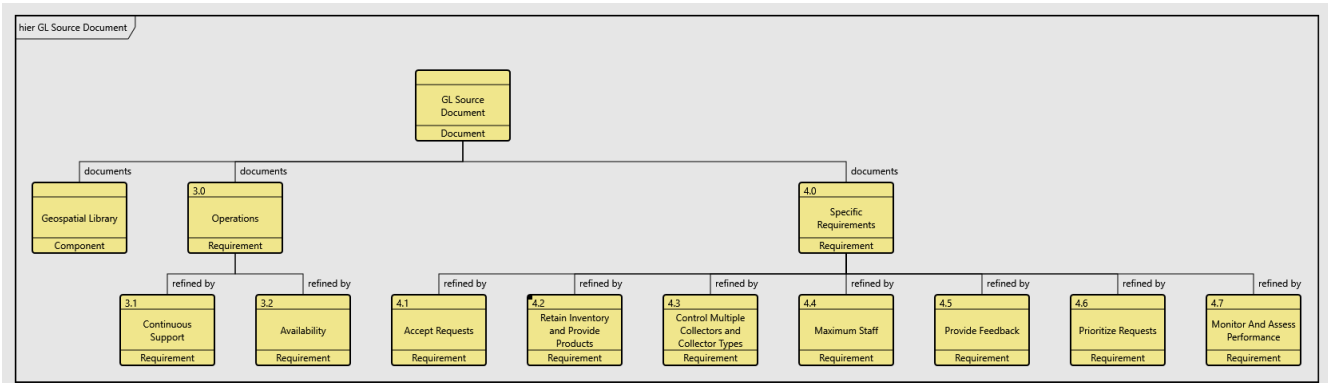 hier GL Source Document
GL Source
Document
Document
documents
documents
documents
Geospatial Library
Component
3.0
Operations
Requirement
4.0
Specific
Requirements
Requirement
refined by
refined by
refined by
refined by
refined by
refined by
refined by
refined by
refined by
3.1
Continuous
Support
Requirement
3.2
Availability
Requirement
4.1
Accept Requests
Requirement
4.2
Retain Inventory
and Provide
Products
Requirement
4.3
Control Multiple
Collectors and
Collector Types
Requirement
4.4
Maximum Staff
Requirement
4.5
Provide Feedback
Requirement
4.6
Prioritize Requests
Requirement
4.7
Monitor And Assess
Performance
Requirement